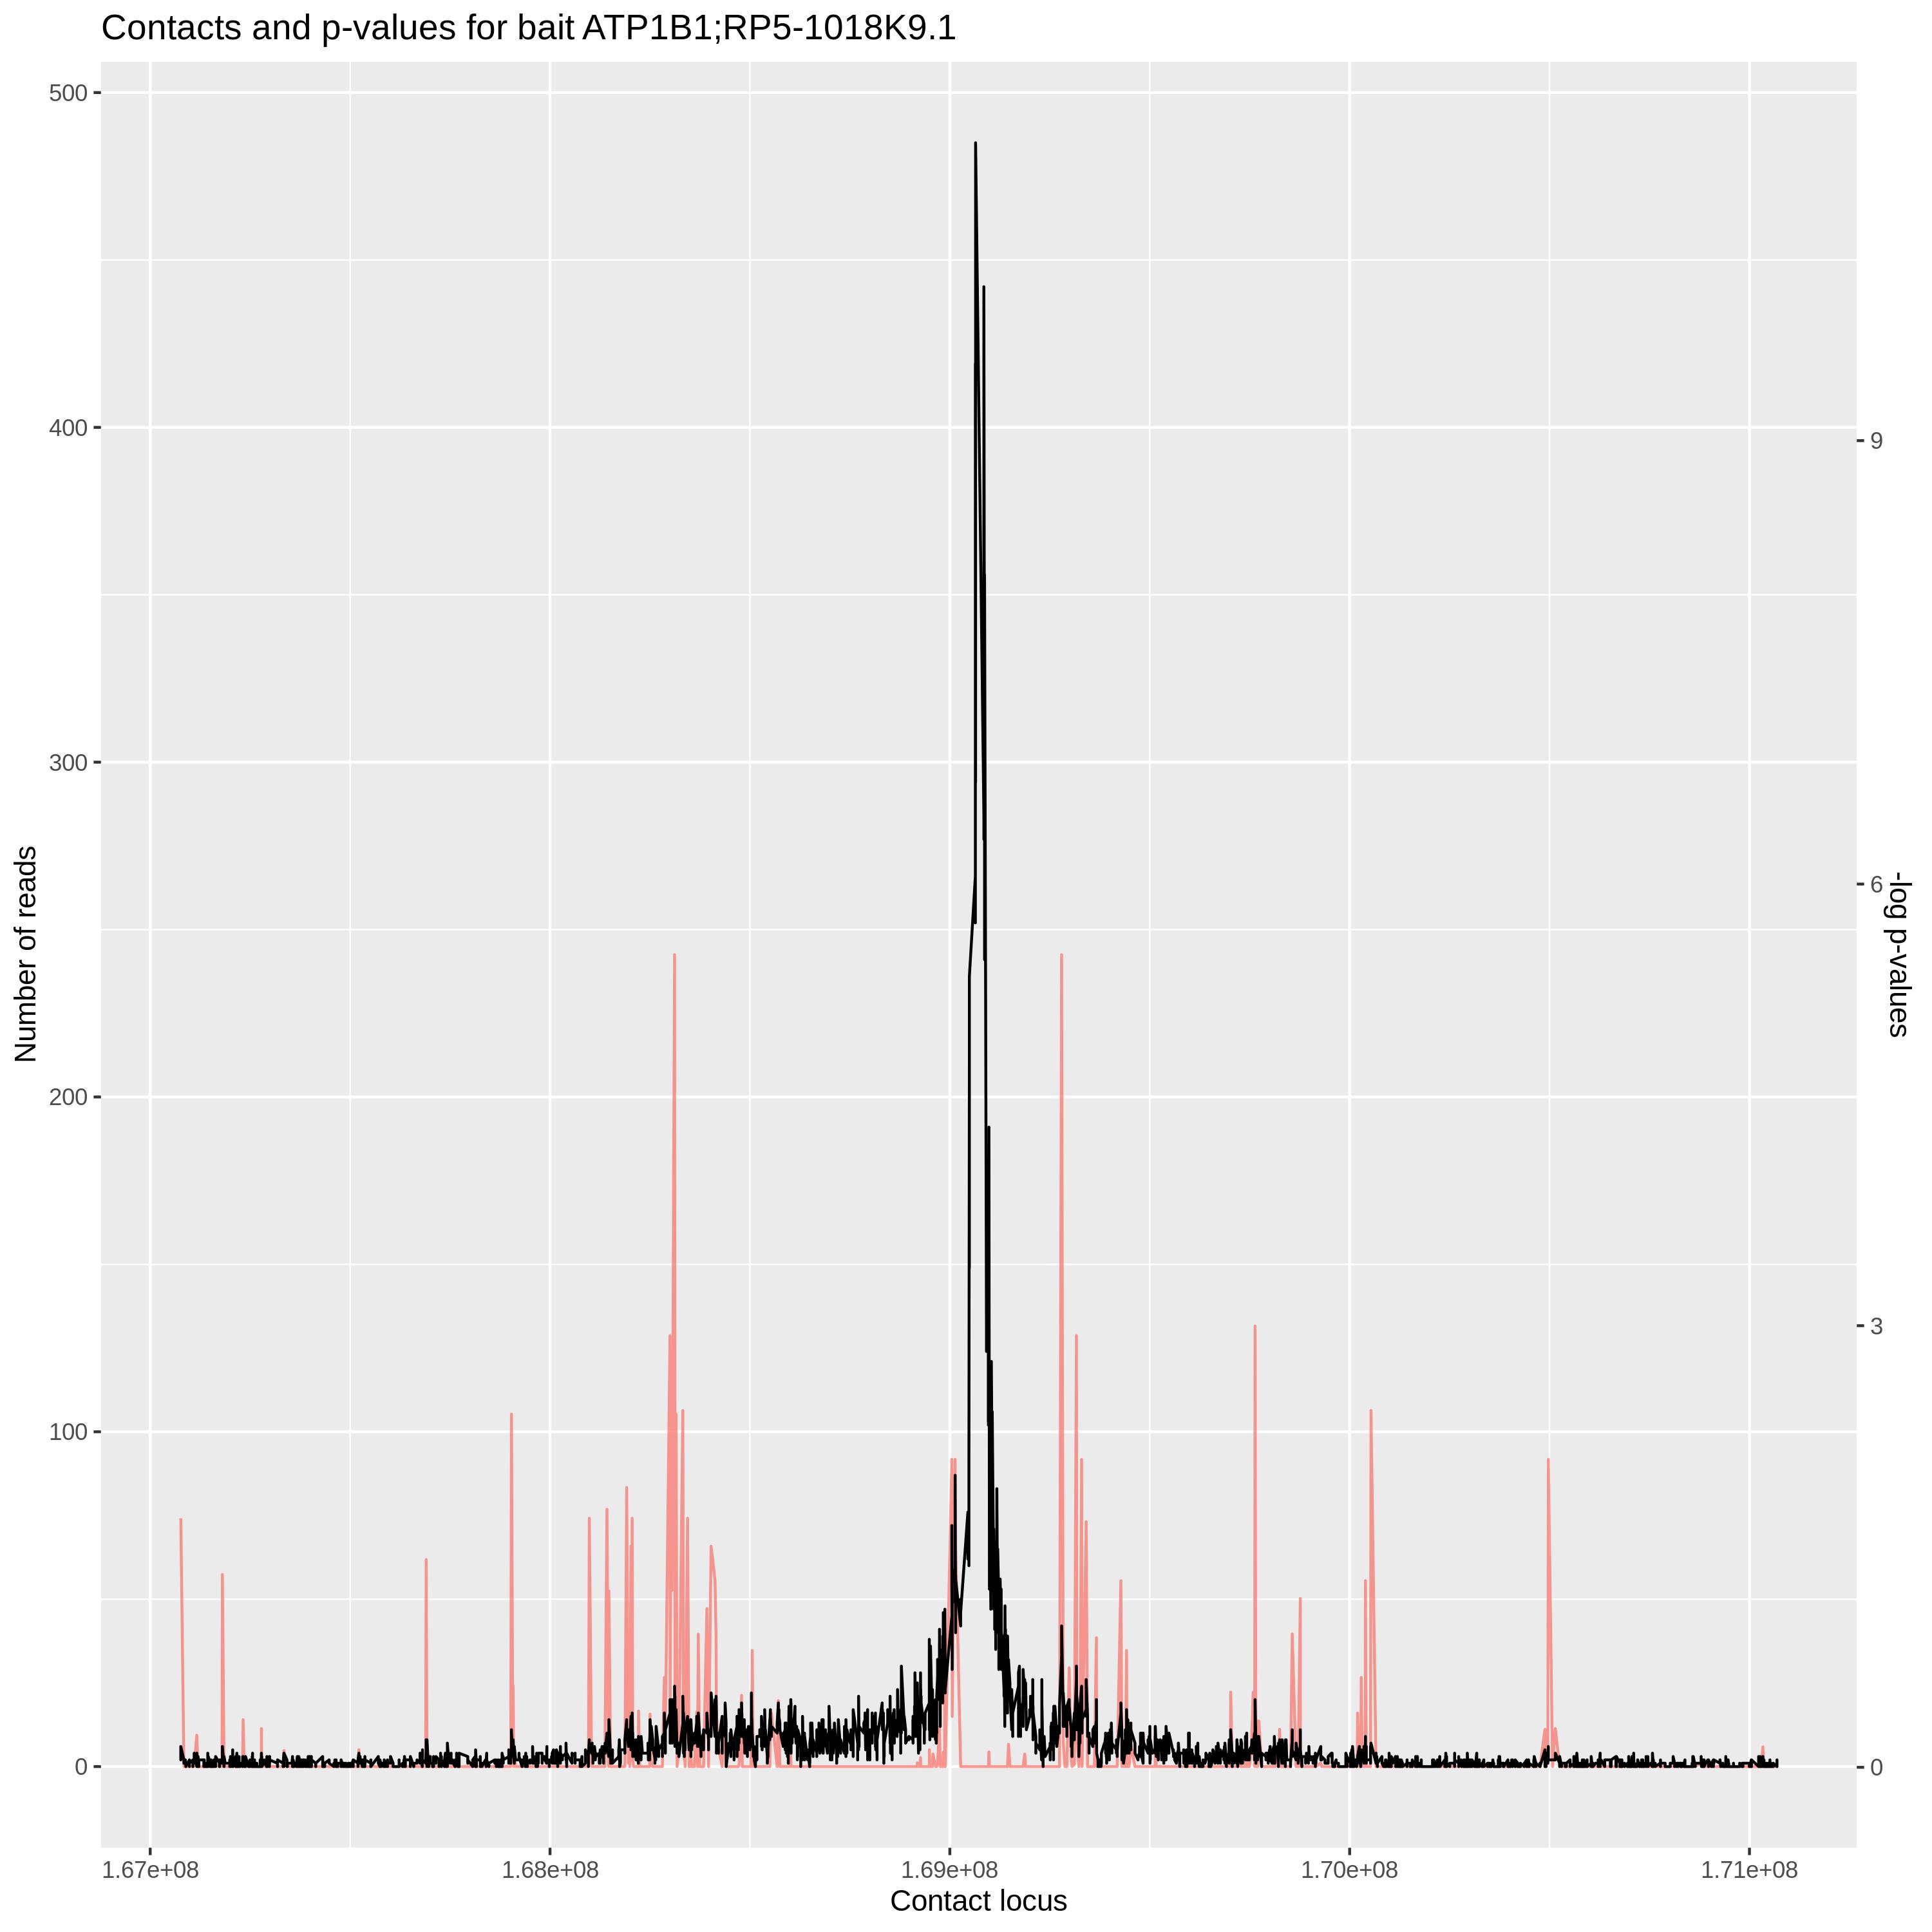 Contacts and p-values for bait ATP1B1;RP5-1018K9.1
500
400
300
200
100
0
Number of reads
9
6
3
0
-log p-values
1.67e+08
1.68e+08
1.69e+08
1.70e+08
1.71e+08
Contact locus